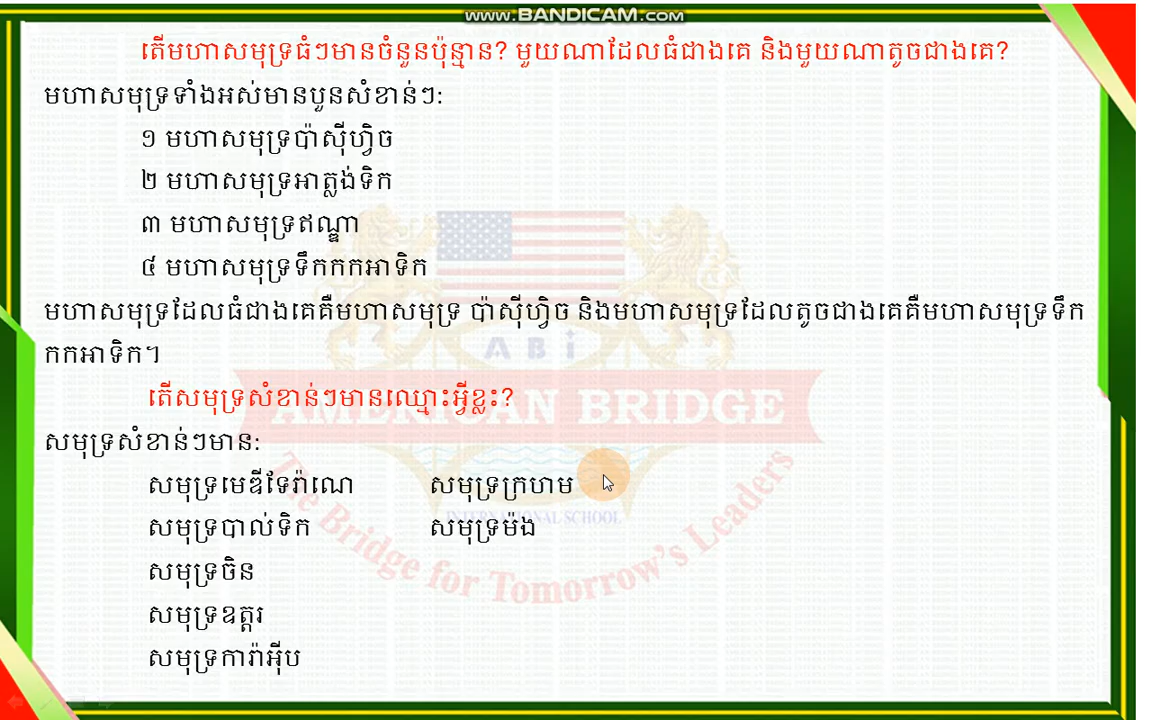 www.BANDICAM.com
តើមហាសមុទ្រធំៗមានចំនួនប៉ុន្មាន? មួយណាដែលធំជាងគេ និងមួយណាតូចជាងគេ?
មហាសមុទ្រទាំងអស់មានបួនសំខាន់ៗ:
១ មហាសមុទ្រប៉ាស៊ីហ្វិច
២ មហាសមុទ្រអាត្លង់ទិក
៣ មហាសមុទ្រឥណ្ឌា
៤ មហាសមុទ្រទឹកកកអាទិក
មហាសមុទ្រដែលធំជាងគេគឺមហាសមុទ្រ ប៉ាស៊ីហ្វិច និងមហាសមុទ្រដែលតូចជាងគេគឺមហាសមុទ្រទឹក
កកអាទិក។
តើសមុទ្រសំខាន់ៗមានឈ្មោះអ្វីខ្លះ?
សមុទ្រសំខាន់ៗមាន:
សមុទ្រមេឌីទែរ៉ាណេ សមុទ្រក្រហម
សមុទ្របាល់ទិក សមុទ្រម៉ង
សមុទ្រចិន
សមុទ្រឧត្តរ
សមុទ្រការ៉ាអ៊ីប
ABi
AMERICAN BRIDGE
INTERNATIONAL SCHOOL
The Bridge for Tomorrow's Leaders